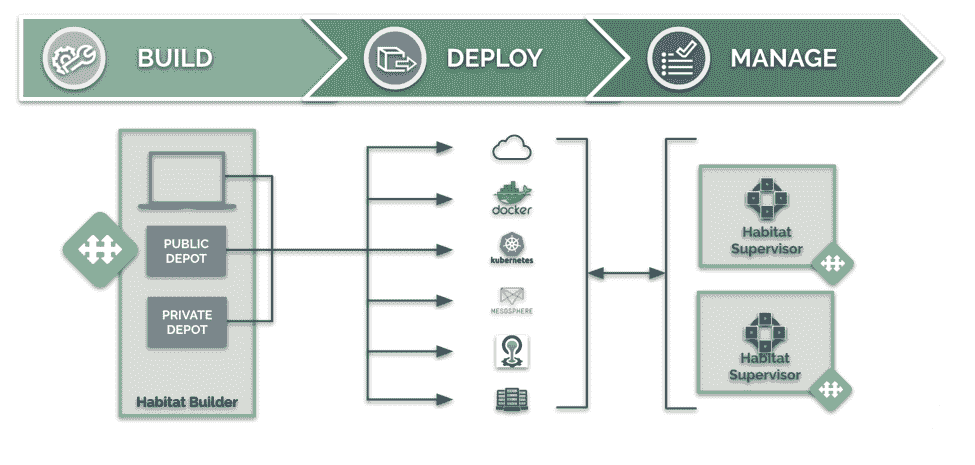 BUILD
DEPLOY
MANAGE
PUBLIC
DEPOT
PRIVATE
DEPOT
Habitat Builder
docker
kubernetes
MESOSPHERE
Habitat
Supervisor
Habitat
Supervisor